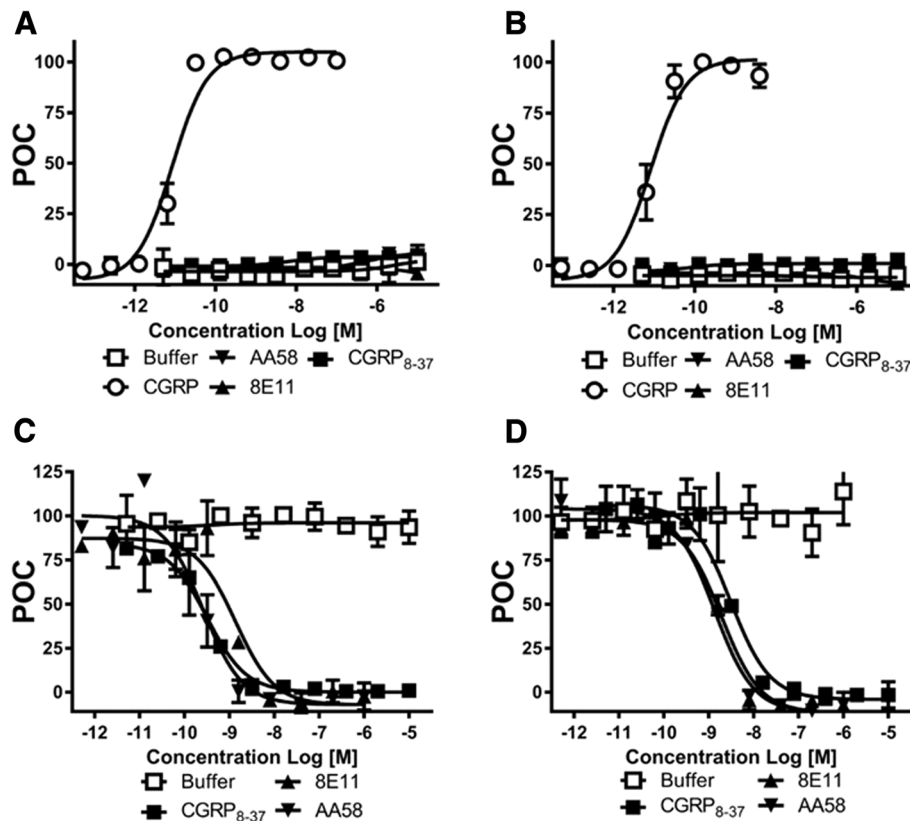 A
B
100
75
50
25
0
POC
-12
-10
-8
-6
Concentration Log [M]
Buffer
AA58
CGRP8-37
CGRP
8E11
100
75
50
25
0
POC
-12
-10
-8
-6
Concentration Log [M]
Buffer
AA58
CGRP8-37
CGRP
8E11
C
D
125
100
75
50
25
0
POC
-12
-11
-10
-9
-8
-7
-6
-5
Concentration Log [M]
Buffer
8E11
CGRP8-37
AA58
125
100
75
50
25
0
POC
-12
-11
-10
-9
-8
-7
-6
-5
Concentration Log [M]
Buffer
8E11
CGRP8-37
AA58